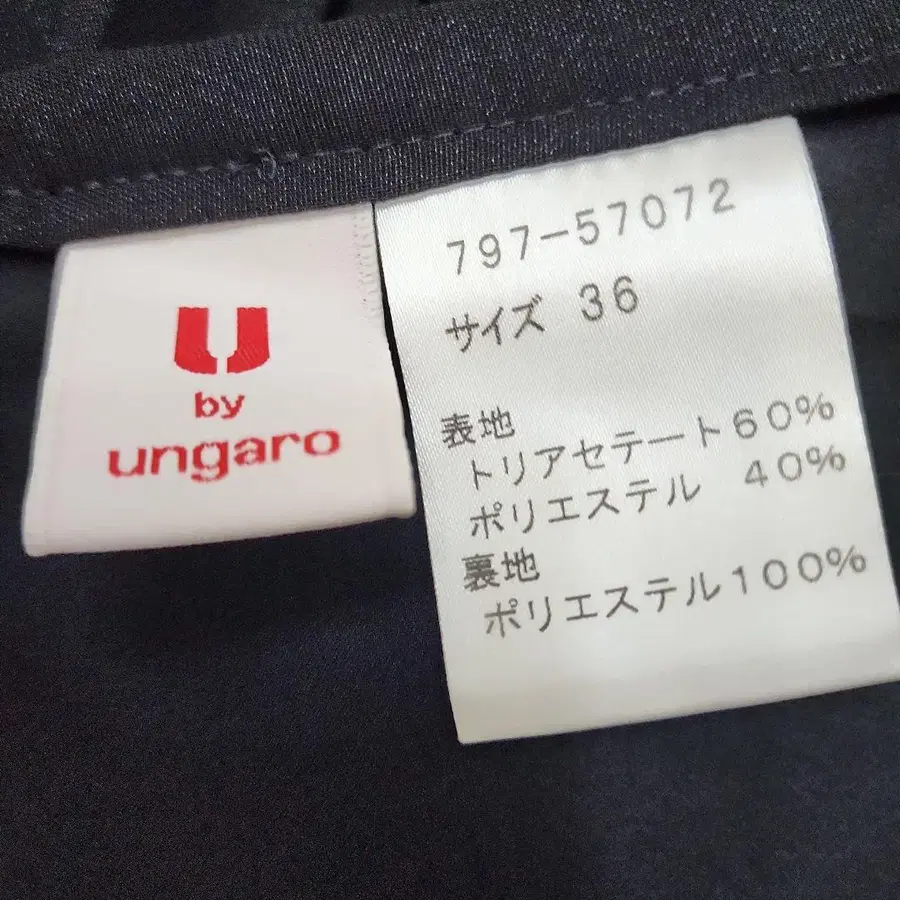 U
by
ungaro
797-57072
サイズ 36
表地
トリアセテート60%
ポリエステル 40%
裏地
ポリエステル100%